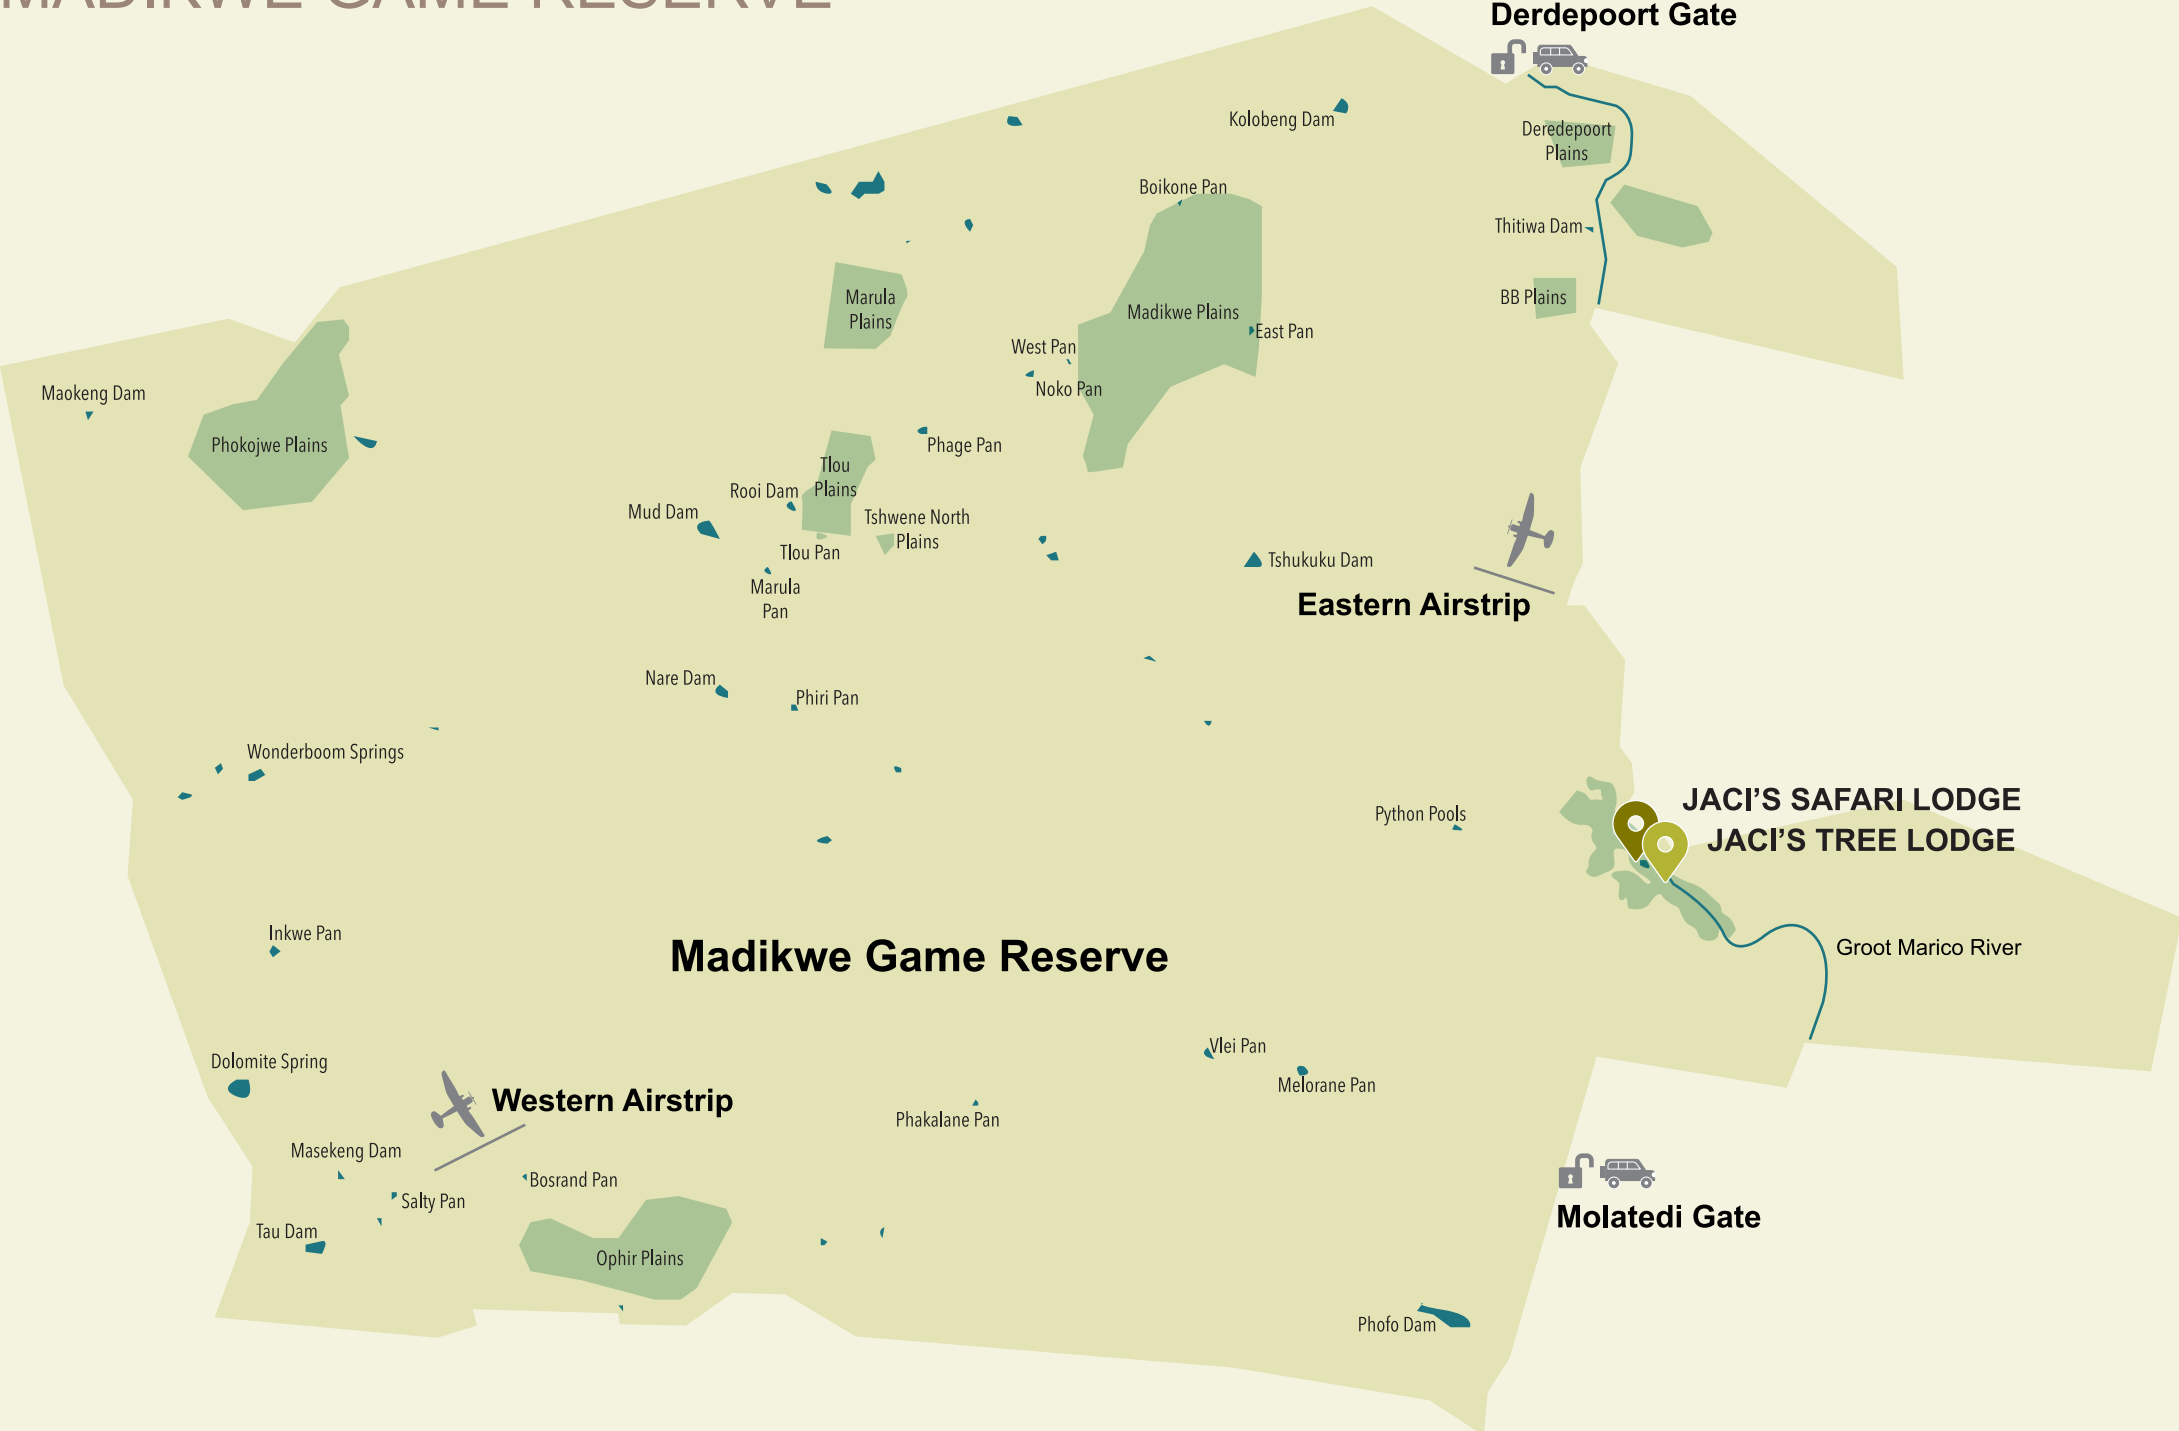 MADIKWE GAME RESERVE
Derdepoort Gate
Kolobeng Dam
Deredepoort
Plains
Boikone Pan
Thitiwa Dam
Marula
Plains
BB Plains
Madikwe Plains
East Pan
West Pan
Noko Pan
Maokeng Dam
Phokojwe Plains
Phage Pan
Tlou
Plains
Rooi Dam
Mud Dam
Tshwene North
Plains
Tlou Pan
Tshukuku Dam
Marula
Pan
Eastern Airstrip
Nare Dam
Phiri Pan
Wonderboom Springs
JACI’S SAFARI LODGE
Python Pools
JACI’S TREE LODGE
Inkwe Pan
Madikwe Game Reserve
Groot Marico River
Vlei Pan
Dolomite Spring
Melorane Pan
Western Airstrip
Phakalane Pan
Masekeng Dam
Bosrand Pan
Salty Pan
Molatedi Gate
Tau Dam
Ophir Plains
Phofo Dam